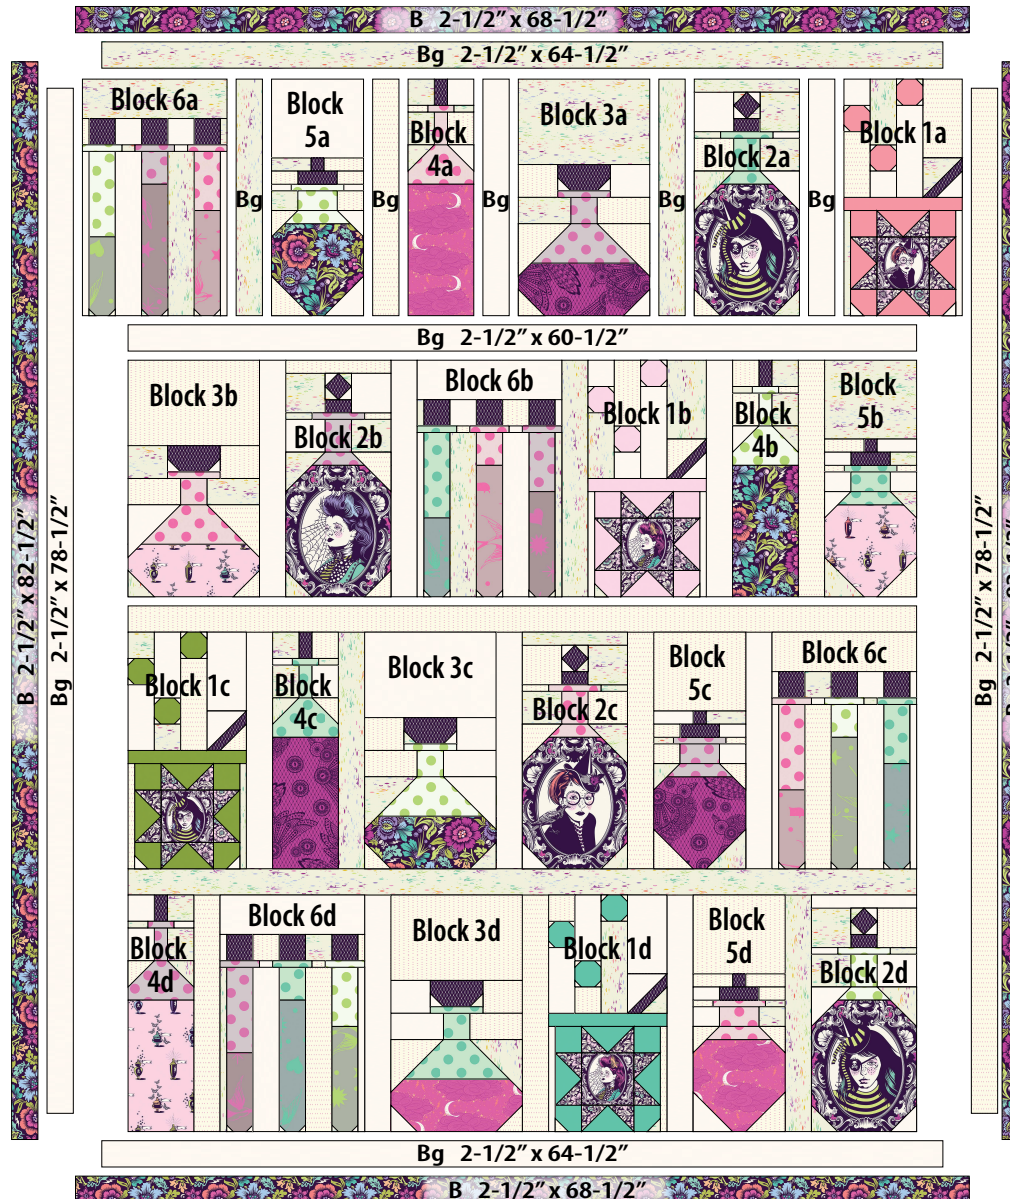 B 2-1/2” x 68-1/2”
Bg 2-1/2” x 64-1/2”
Block 6a
Block
5a
Block
4a
Block 3a
Block 2a
Block 1a
Bg
Bg
Bg
Bg
Bg
Bg 2-1/2” x 60-1/2”
Block 3b
Block 2b
Block 6b
Block 1b
Block
4b
Block
5b
B 2-1/2” x 82-1/2”
Bg 2-1/2” x 78-1/2”
Bg 2-1/2” x 78-1/2”
Block 1c
Block
4c
Block 3c
Block 2c
Block
5c
Block 6c
Block
4d
Block 6d
Block 3d
Block 1d
Block
5d
Block 2d
Bg 2-1/2” x 64-1/2”
B 2-1/2” x 68-1/2”